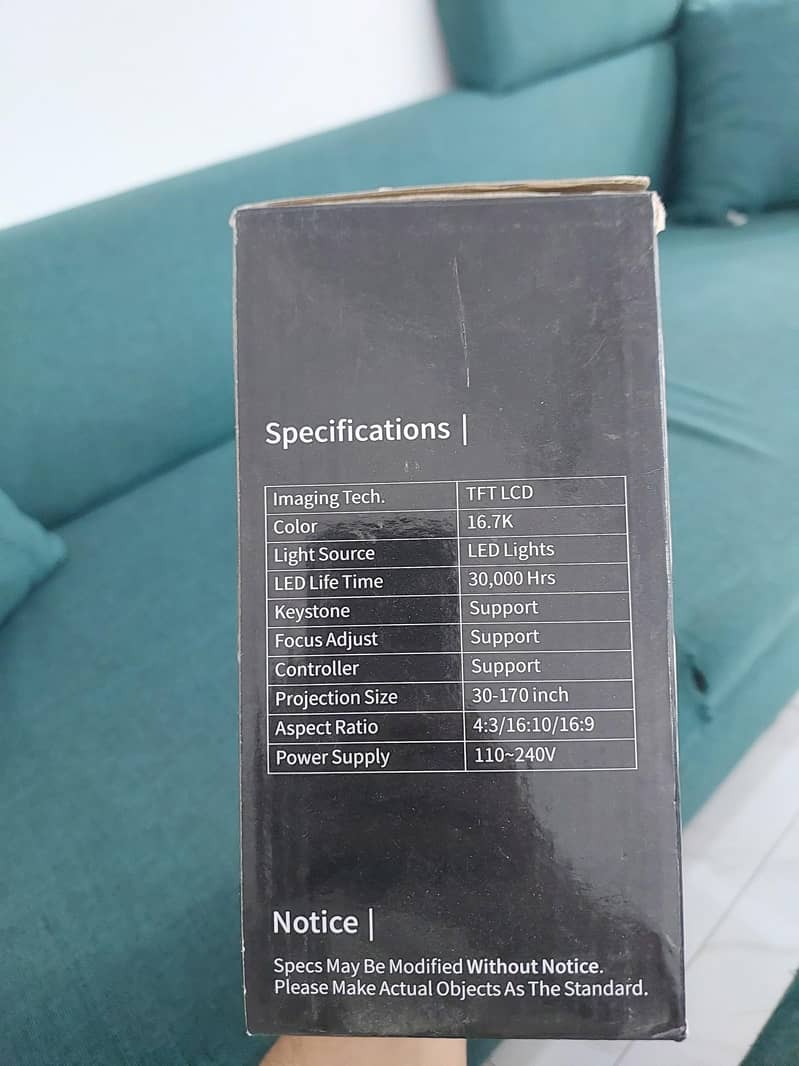 Specifications |
Imaging Tech. TFT LCD
Color 16.7K
Light Source LED Lights
LED Life Time 30,000 Hrs
Keystone Support
Focus Adjust Support
Controller Support
Projection Size 30-170 inch
Aspect Ratio 4:3/16:10/16:9
Power Supply 110~240V
Notice |
Specs May Be Modified Without Notice.
Please Make Actual Objects As The Standard.